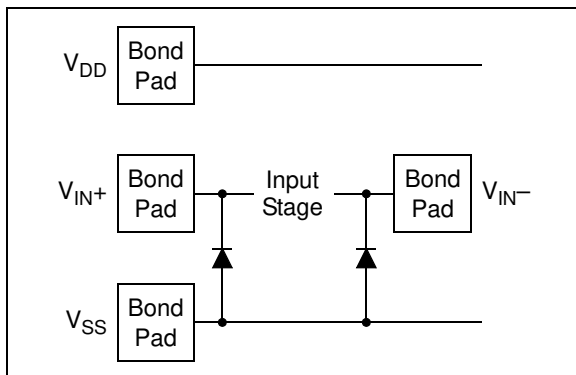 V_DD
Bond
Pad
V_IN+
Bond
Pad
Input
Stage
Bond
Pad
V_IN–
V_SS
Bond
Pad